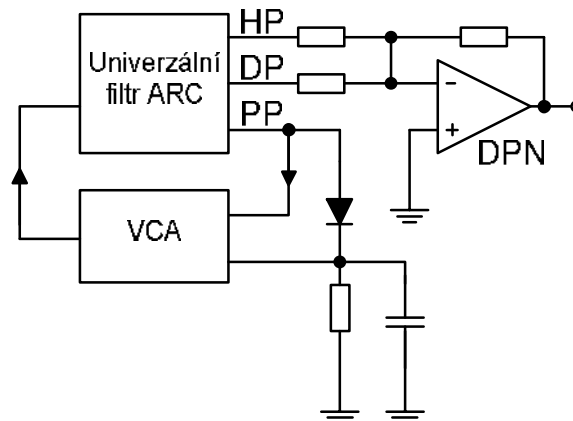 HP
Univerzální
filtr ARC
DP
PP
−
+
DPN
VCA